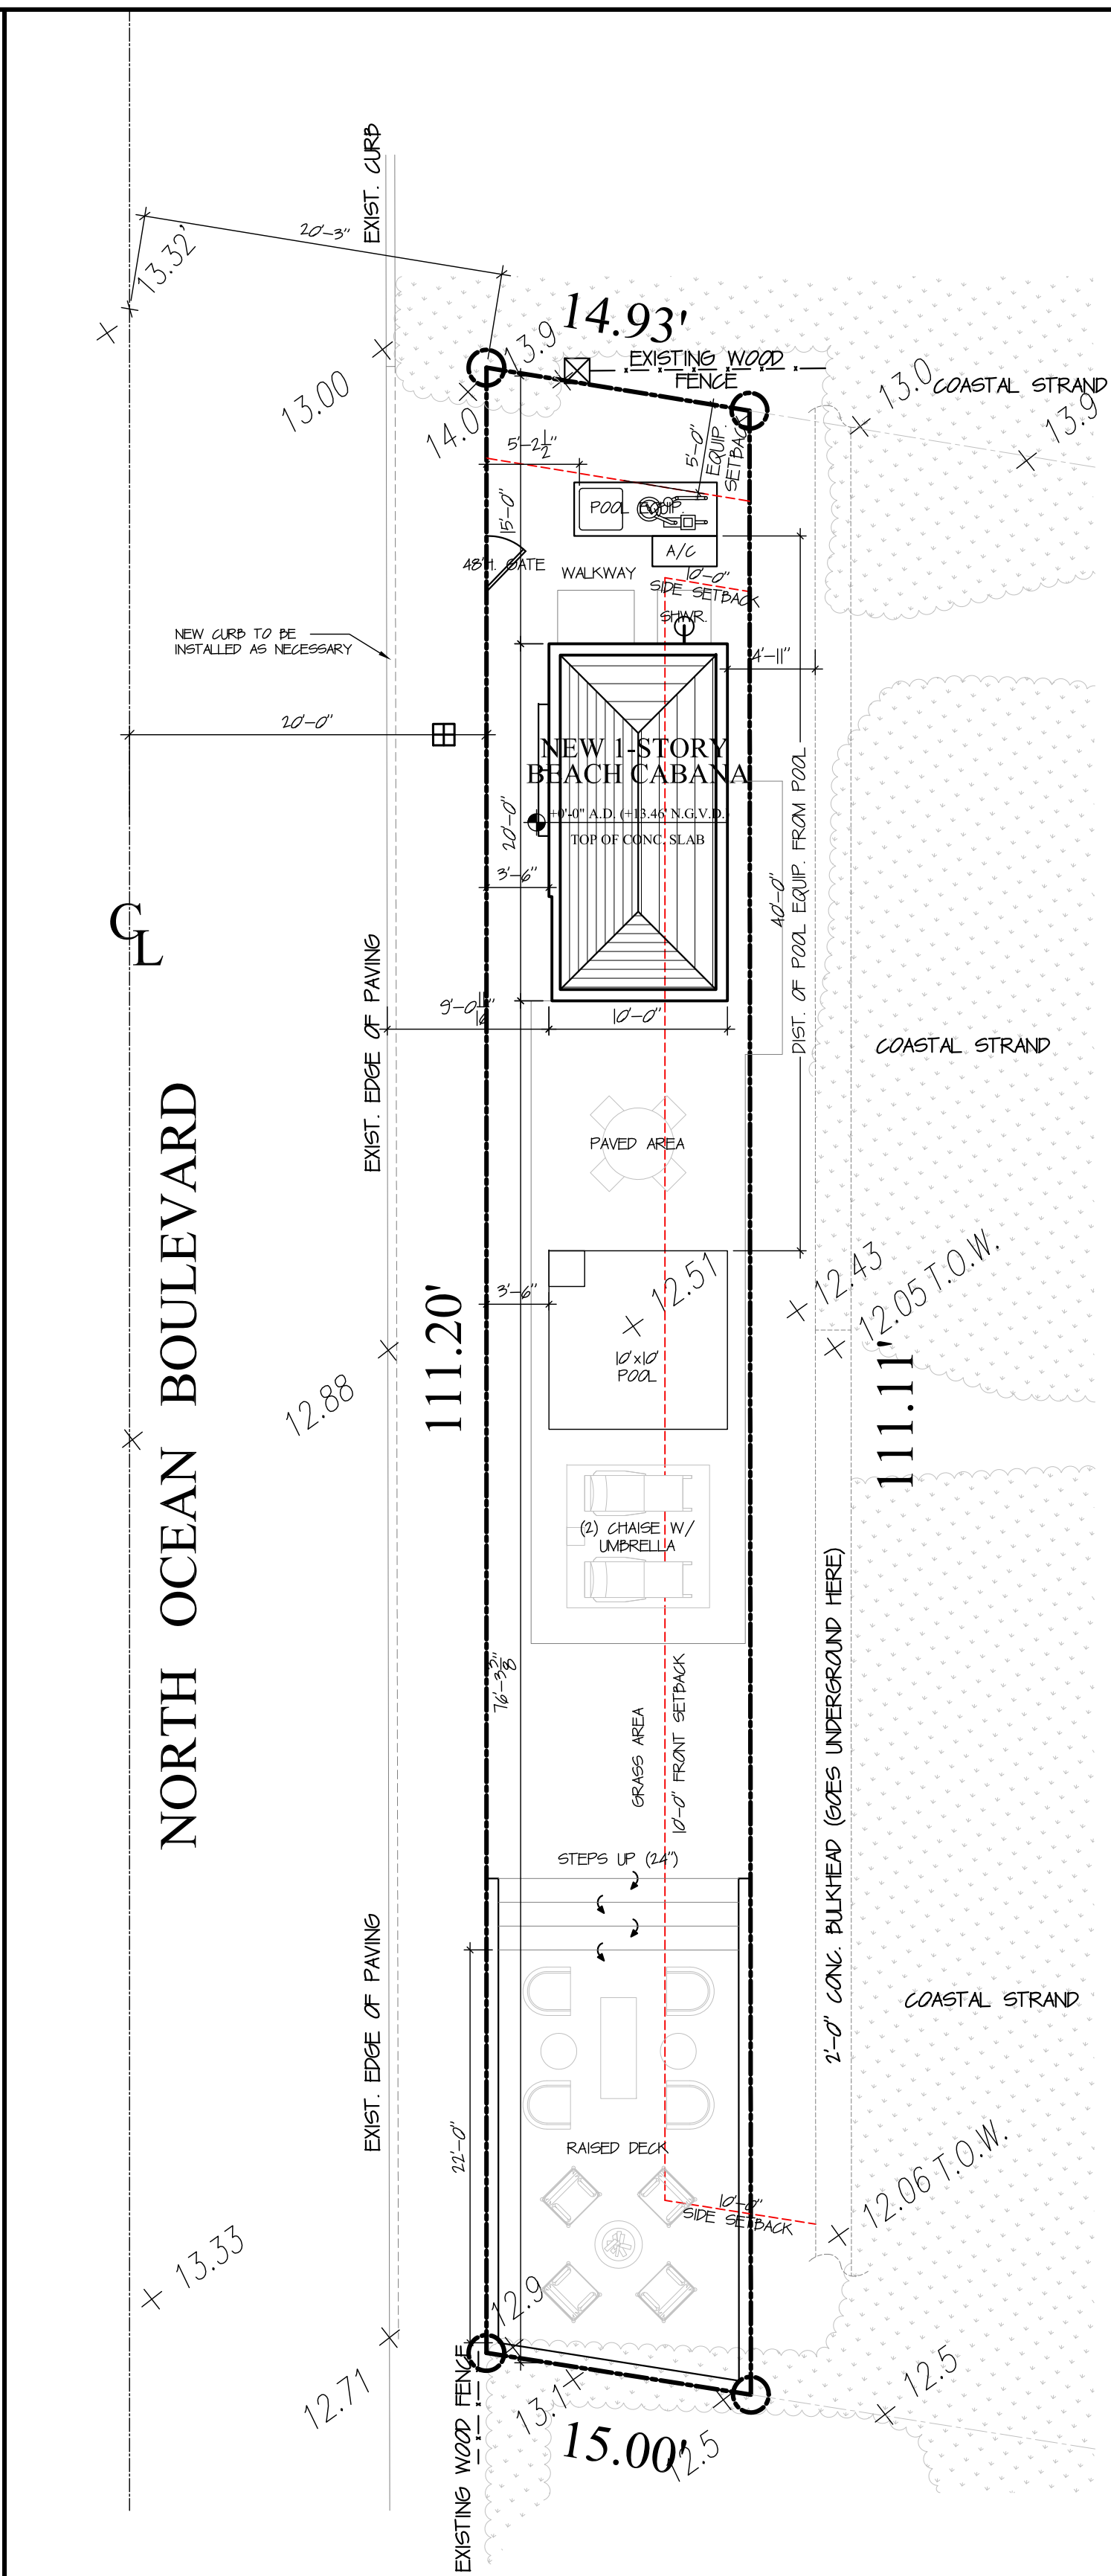 EXIST. CURB
20'-3"
13.32'
14.93'
13.9
EXISTING WOOD
FENCE
13.00
14.0
13.0
COASTAL STRAND
13.9
5'-2½"
5'-0"
EQUIP.
SETBACK
15'-0"
POOL EQUIP.
A/C
48"H. GATE
WALKWAY
10'-0"
SIDE SETBACK
SHWR.
NEW CURB TO BE
INSTALLED AS NECESSARY
4'-11"
20'-0"
NEW 1-STORY
BEACH CABANA
+0'-0" A.D. (+13.46' N.G.V.D.)
TOP OF CONC. SLAB
20'-0"
3'-6"
40'-0"
DIST. OF POOL EQUIP. FROM POOL
CL
EXIST. EDGE OF PAVING
10'-0"
COASTAL STRAND
PAVED AREA
NORTH OCEAN BOULEVARD
111.20'
3'-6"
12.51
12.43
12.05 T.O.W.
10'x10'
POOL
12.88
111.11'
(2) CHAISE W/
UMBRELLA
76'-3⅜"
GRASS AREA
10'-0" FRONT SETBACK
2'-0" CONC. BULKHEAD (GOES UNDERGROUND HERE)
STEPS UP (24")
EXIST. EDGE OF PAVING
COASTAL STRAND
22'-0"
RAISED DECK
10'-0"
SIDE SETBACK
12.06 T.O.W.
13.33
12.9
12.71
EXISTING WOOD FENCE
13.1
15.00'
12.5
12.5